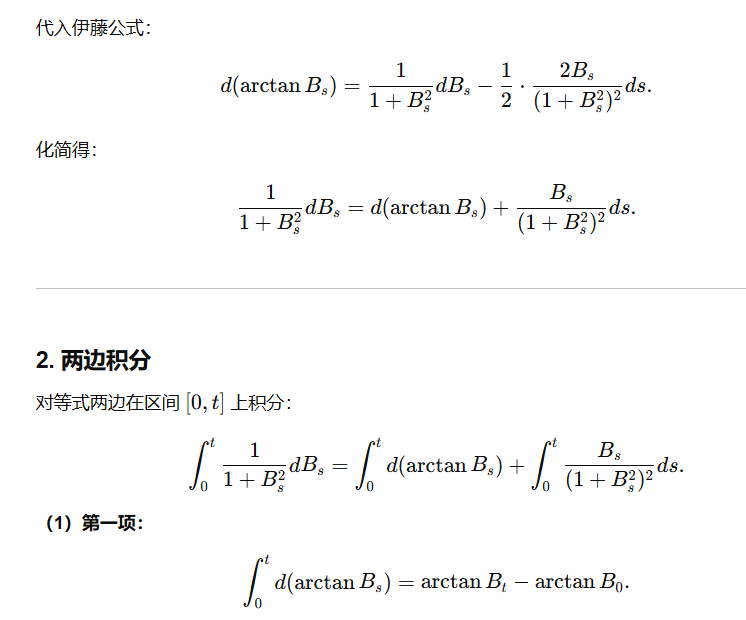 代入伊藤公式：
$$d(\arctan B_s) = \frac{1}{1+B_s^2}dB_s - \frac{1}{2} \cdot \frac{2B_s}{(1+B_s^2)^2}ds.$$
化简得：
$$\frac{1}{1+B_s^2}dB_s = d(\arctan B_s) + \frac{B_s}{(1+B_s^2)^2}ds.$$
2. 两边积分
对等式两边在区间 $[0,t]$ 上积分：
$$\int_0^t \frac{1}{1+B_s^2}dB_s = \int_0^t d(\arctan B_s) + \int_0^t \frac{B_s}{(1+B_s^2)^2}ds.$$
（1）第一项：
$$\int_0^t d(\arctan B_s) = \arctan B_t - \arctan B_0.$$